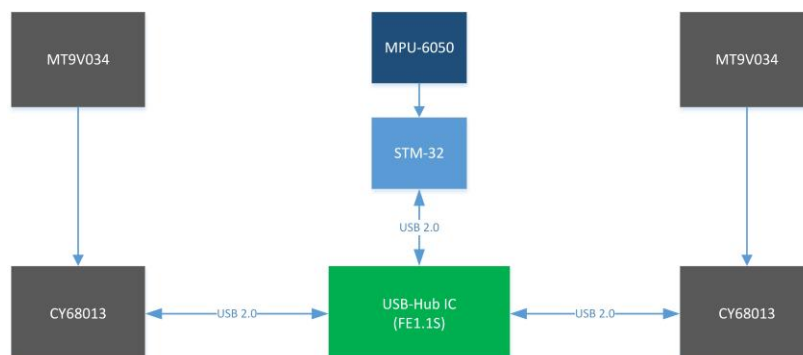 MT9V034
MPU-6050
MT9V034
STM-32
USB 2.0
CY68013
USB 2.0
USB-Hub IC
(FE1.1S)
USB 2.0
CY68013